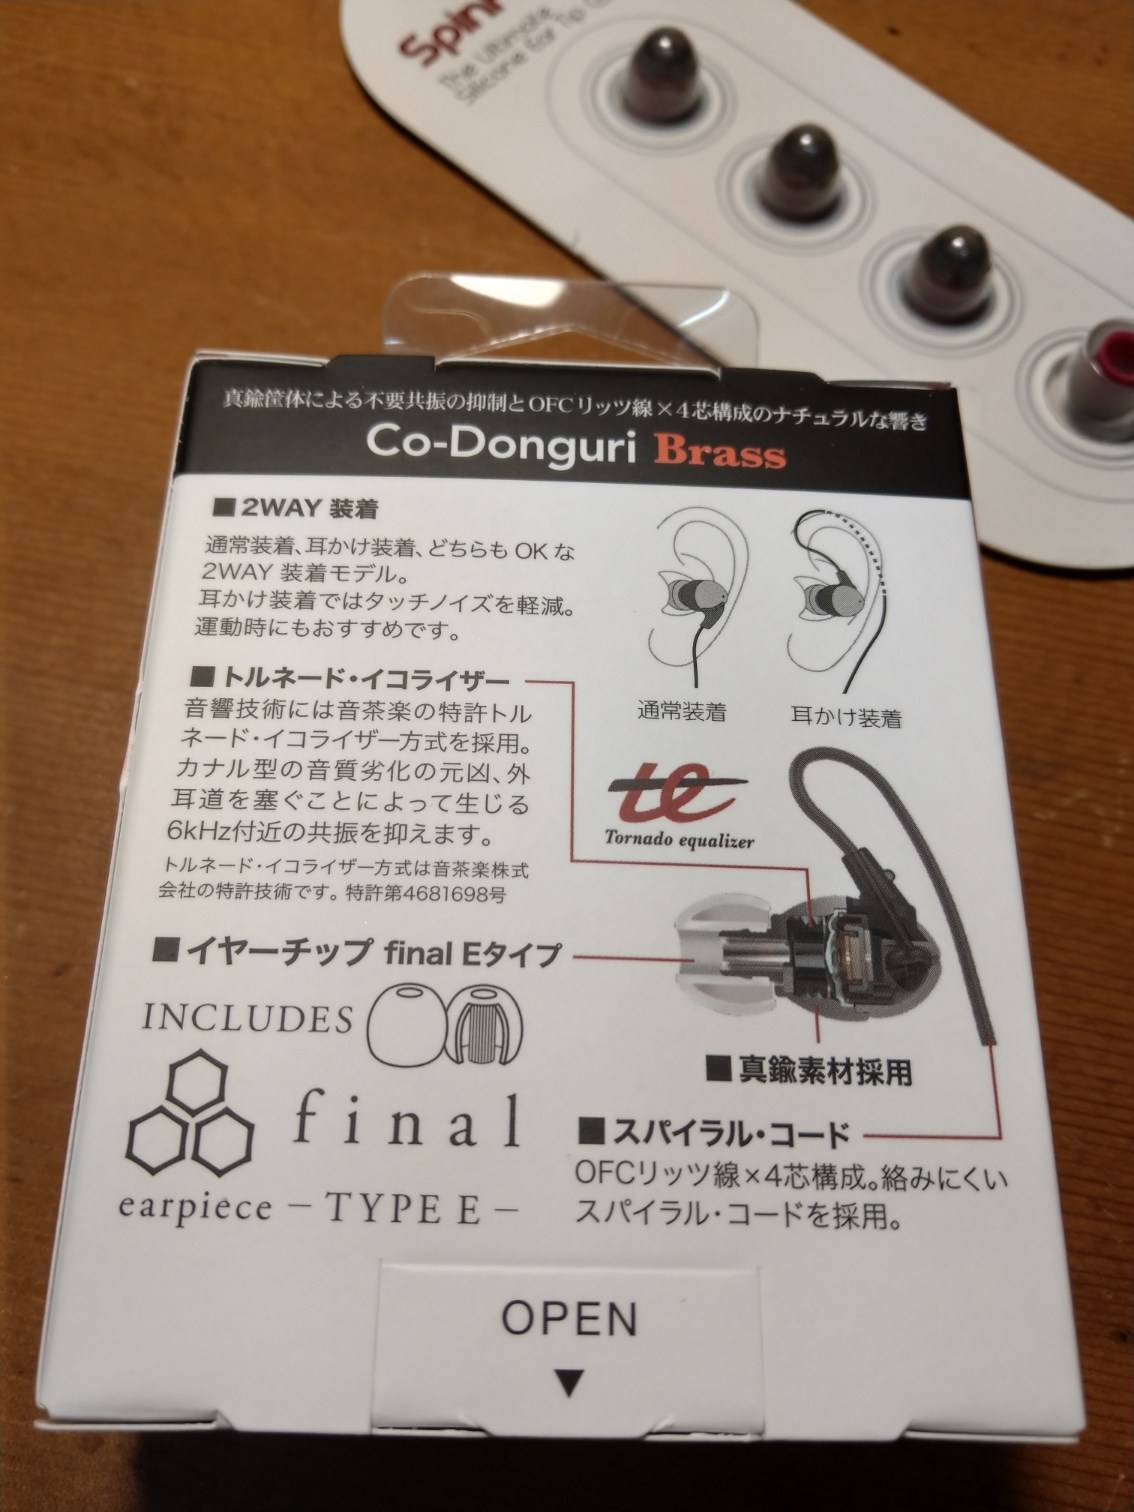 The Ultimate
Silicone Ear Tip
真鍮筐体による不要共振の抑制とOFCリッツ線×4芯構成のナチュラルな響き
Co-Donguri Brass
■2WAY 装着
通常装着、耳かけ装着、どちらも OK な
2WAY 装着モデル。
耳かけ装着ではタッチノイズを軽減。
運動時にもおすすめです。
通常装着
耳かけ装着
■トルネード・イコライザー
音響技術には音茶楽の特許トル
ネード・イコライザー方式を採用。
カナル型の音質劣化の元凶、外
耳道を塞ぐことによって生じる
6kHz付近の共振を抑えます。
トルネード・イコライザー方式は音茶楽株式
会社の特許技術です。特許第4681698号
te
Tornado equalizer
■イヤーチップ final Eタイプ
INCLUDES
final
earpiece – TYPE E –
■真鍮素材採用
■スパイラル・コード
OFCリッツ線×4芯構成。絡みにくい
スパイラル・コードを採用。
OPEN
▼